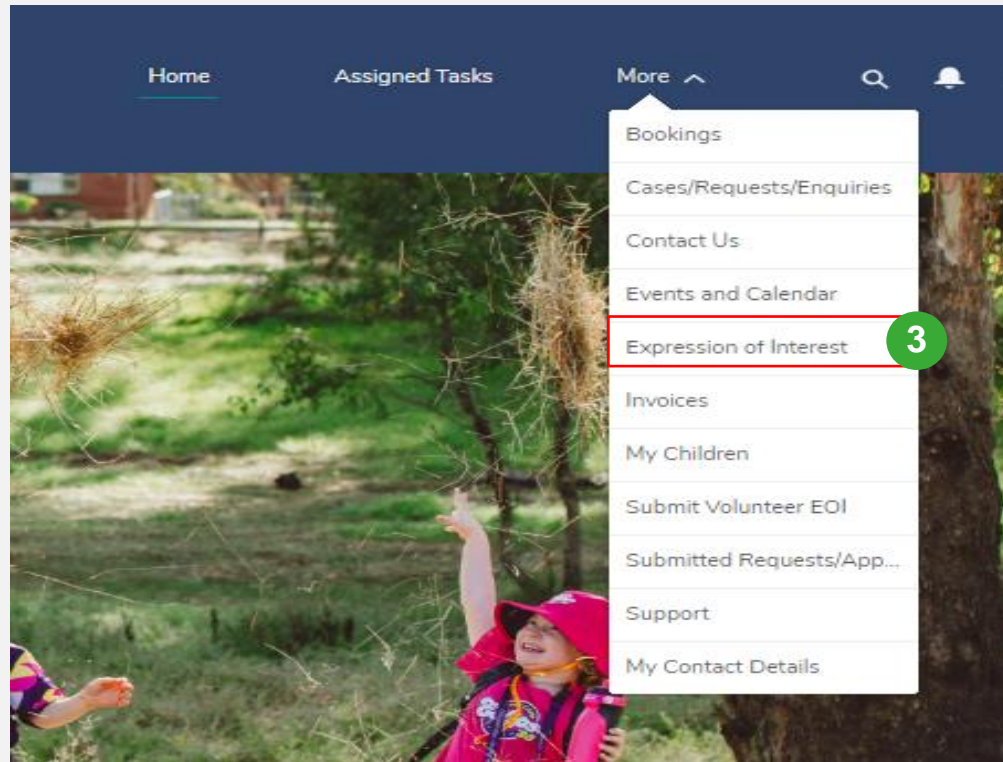 Home Assigned Tasks More
Bookings
Cases/Requests/Enquiries
Contact Us
Events and Calendar
Expression of Interest 3
Invoices
My Children
Submit Volunteer EOI
Submitted Requests/App...
Support
My Contact Details